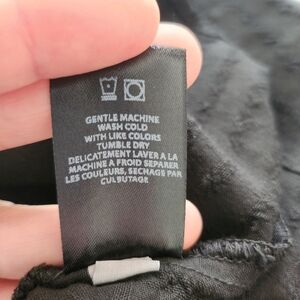 GENTLE MACHINE
WASH COLD
WITH LIKE COLORS
TUMBLE DRY
DELICATEMENT LAVER A LA
MACHINE A FROID SEPARER
LES COULEURS, SECHAGE PAR
CULBUTAGE